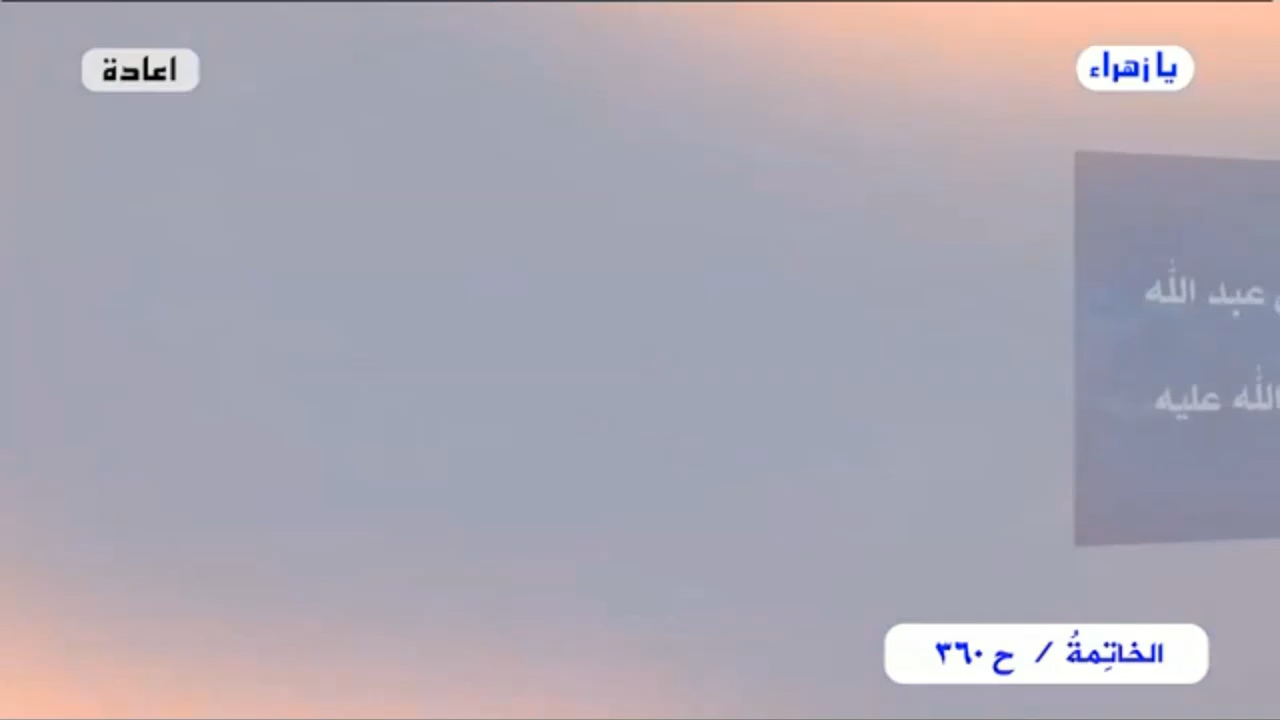 يا زهراء
اعادة
عبد الله
الله عليه
الخاتِمةُ / ح ٣٦٠